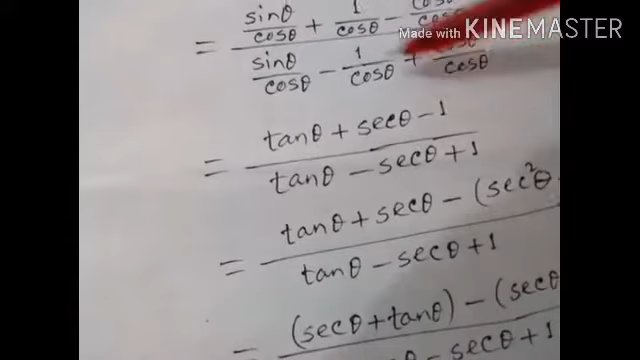 Made with KINEMASTER
= (sinθ/cosθ + 1/cosθ −
sinθ/cosθ − 1/cosθ + /cosθ
= (tanθ + secθ − 1)/(tanθ − secθ + 1)
= tanθ + secθ − (sec²θ
tanθ − secθ + 1
= (secθ + tanθ) − (secθ
− secθ + 1